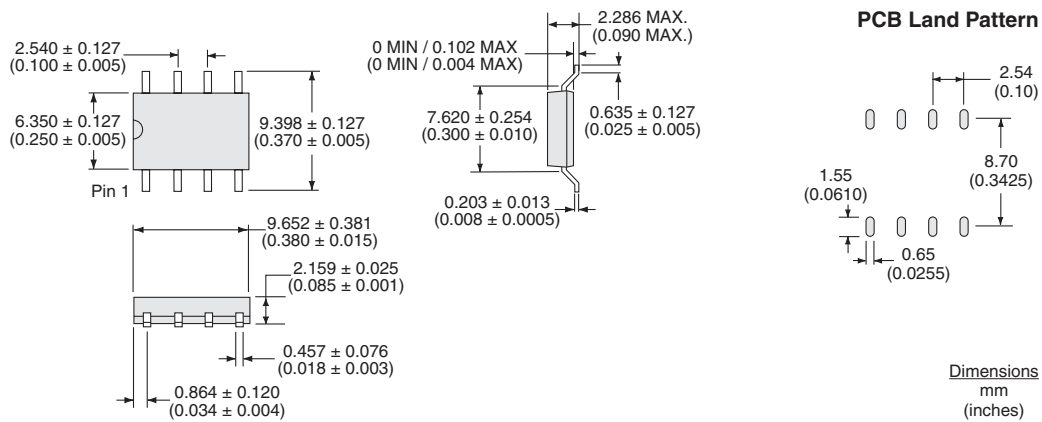 2.540 ± 0.127
(0.100 ± 0.005)
6.350 ± 0.127
(0.250 ± 0.005)
9.398 ± 0.127
(0.370 ± 0.005)
Pin 1
9.652 ± 0.381
(0.380 ± 0.015)
2.159 ± 0.025
(0.085 ± 0.001)
0.457 ± 0.076
(0.018 ± 0.003)
0.864 ± 0.120
(0.034 ± 0.004)
2.286 MAX.
(0.090 MAX.)
0 MIN / 0.102 MAX
(0 MIN / 0.004 MAX)
7.620 ± 0.254
(0.300 ± 0.010)
0.635 ± 0.127
(0.025 ± 0.005)
0.203 ± 0.013
(0.008 ± 0.0005)
PCB Land Pattern
2.54
(0.10)
8.70
(0.3425)
1.55
(0.0610)
0.65
(0.0255)
Dimensions
mm
(inches)